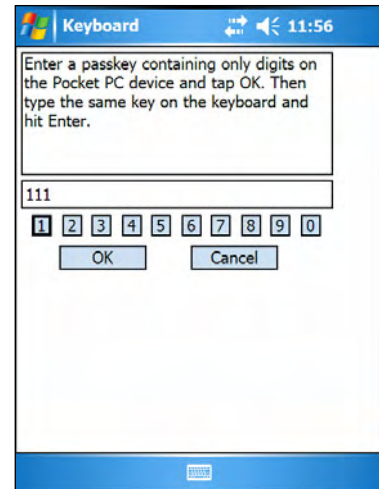 Keyboard 11:56
Enter a passkey containing only digits on
the Pocket PC device and tap OK. Then
type the same key on the keyboard and
hit Enter.
111
1 2 3 4 5 6 7 8 9 0
OK Cancel